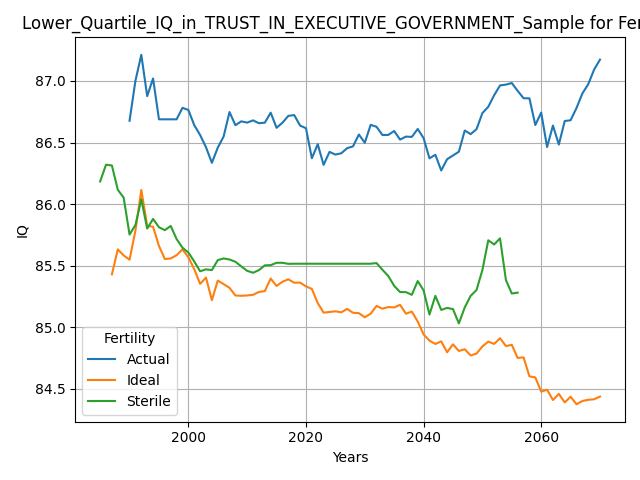 Lower_Quartile_IQ_in_TRUST_IN_EXECUTIVE_GOVERNMENT_Sample for Fer
87.0
86.5
86.0
85.5
85.0
84.5
IQ
Fertility
Actual
Ideal
Sterile
2000 2020 2040 2060
Years